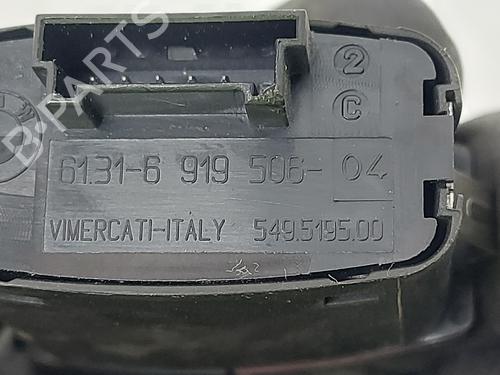 B-PARTS
2
C
61.31-6 919 506- 04
VIMERCATI-ITALY 549.5195.00